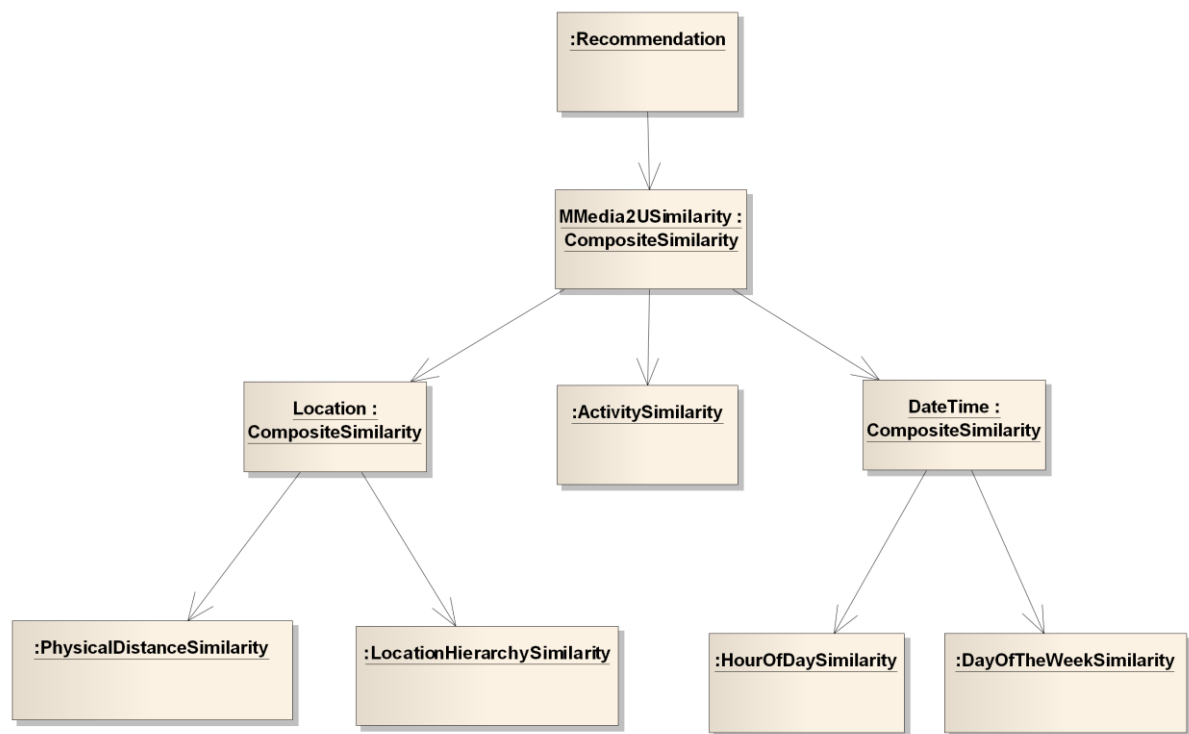 :Recommendation
MMedia2USimilarity :
CompositeSimilarity
Location :
CompositeSimilarity
:ActivitySimilarity
DateTime :
CompositeSimilarity
:PhysicalDistanceSimilarity
:LocationHierarchySimilarity
:HourOfDaySimilarity
:DayOfTheWeekSimilarity